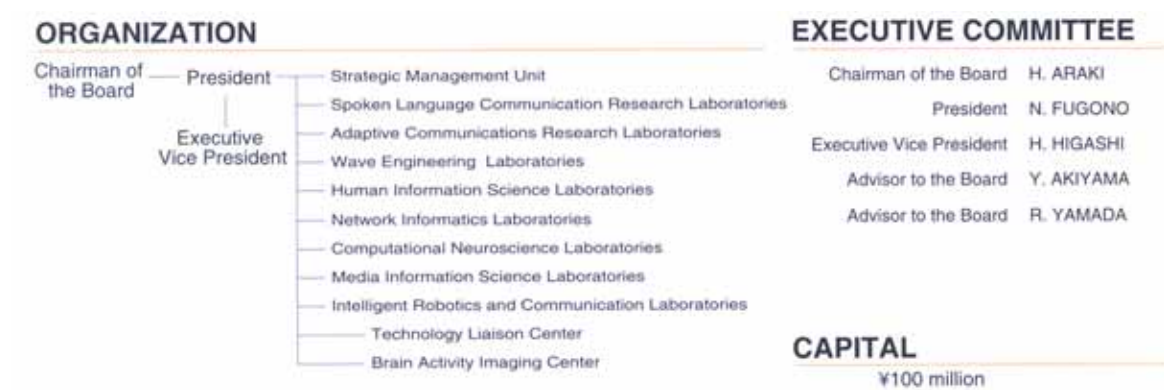 ORGANIZATION
Chairman of
the Board
President
Executive
Vice President
Strategic Management Unit
Spoken Language Communication Research Laboratories
Adaptive Communications Research Laboratories
Wave Engineering Laboratories
Human Information Science Laboratories
Network Informatics Laboratories
Computational Neuroscience Laboratories
Media Information Science Laboratories
Intelligent Robotics and Communication Laboratories
Technology Liaison Center
Brain Activity Imaging Center
EXECUTIVE COMMITTEE
Chairman of the Board H. ARAKI
President N. FUGONO
Executive Vice President H. HIGASHI
Advisor to the Board Y. AKIYAMA
Advisor to the Board R. YAMADA
CAPITAL
¥100 million